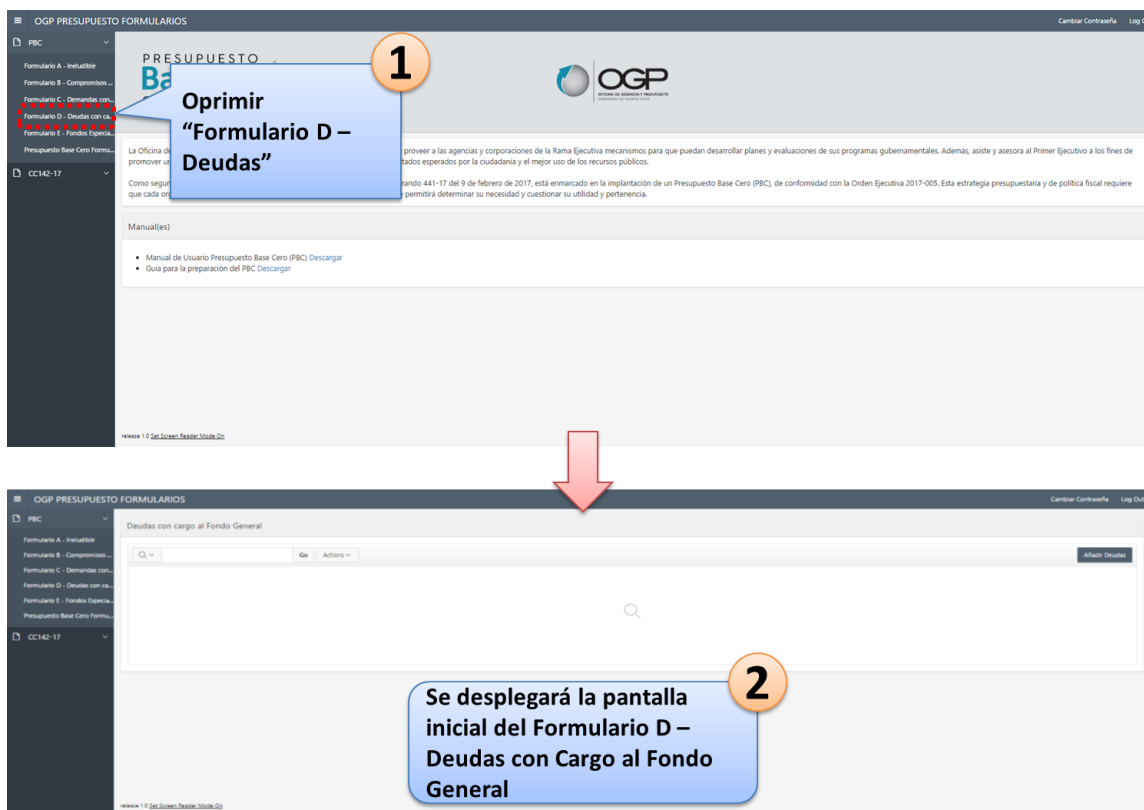 OGP PRESUPUESTO FORMULARIOS
Cambiar Contraseña Log O
PBC
Formulario A - Ineludible
Formulario B - Compromisos ...
Formulario C - Demandas con...
Formulario D - Deudas con ca...
Formulario E - Fondos Especia...
Presupuesto Base Cero Formu...
CC142-17
PRESUPUESTO
Ba
OGP
OFICINA DE GERENCIA Y PRESUPUESTO
GOBIERNO DE PUERTO RICO
1
Oprimir
“Formulario D –
Deudas”
La Oficina de proveer a las agencias y corporaciones de la Rama Ejecutiva mecanismos para que puedan desarrollar planes y evaluaciones de sus programas gubernamentales. Además, asiste y asesora al Primer Ejecutivo a los fines de
promover un tados esperados por la ciudadanía y el mejor uso de los recursos públicos.
Como segun rando 441-17 del 9 de febrero de 2017, está enmarcado en la implantación de un Presupuesto Base Cero (PBC), de conformidad con la Orden Ejecutiva 2017-005. Esta estrategia presupuestaria y de política fiscal requiere
que cada or permitirá determinar su necesidad y cuestionar su utilidad y pertenencia.
Manual(es)
Manual de Usuario Presupuesto Base Cero (PBC) Descargar
Guía para la preparación del PBC Descargar
release 1.0 Set Screen Reader Mode On
OGP PRESUPUESTO FORMULARIOS
Cambiar Contraseña Log Out
PBC
Formulario A - Ineludible
Formulario B - Compromisos ...
Formulario C - Demandas con...
Formulario D - Deudas con ca...
Formulario E - Fondos Especia...
Presupuesto Base Cero Formu...
CC142-17
Deudas con cargo al Fondo General
Go Actions
Añadir Deudas
2
Se desplegará la pantalla
inicial del Formulario D –
Deudas con Cargo al Fondo
General
release 1.0 Set Screen Reader Mode On